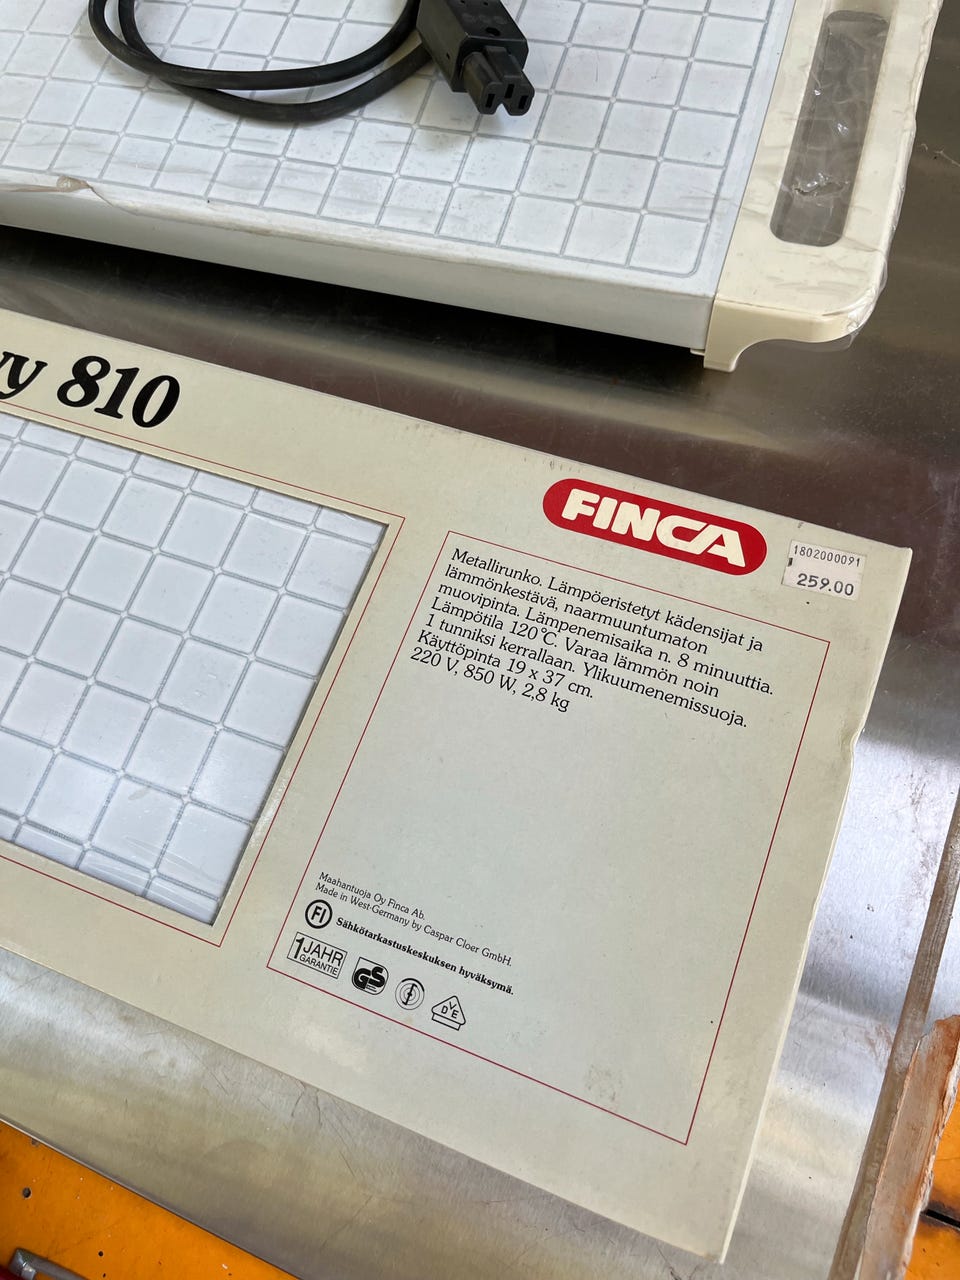 810
FINCA
1802000091
259.00
Metallirunko. Lämpöeristetyt kädensijat ja
lämmönkestävä, naarmuuntumaton
muovipinta. Lämpenemisaika n. 8 minuuttia.
Lämpötila 120°C. Varaa lämmön noin
1 tunniksi kerrallaan. Ylikuumenemissuoja.
Käyttöpinta 19 x 37 cm.
220 V, 850 W, 2,8 kg
Maahantuoja Oy Finca Ab.
Made in West-Germany by Caspar Cloer GmbH.
FI Sähkötarkastuskeskuksen hyväksymä.
1 JAHR
GARANTIE
GS
DVE